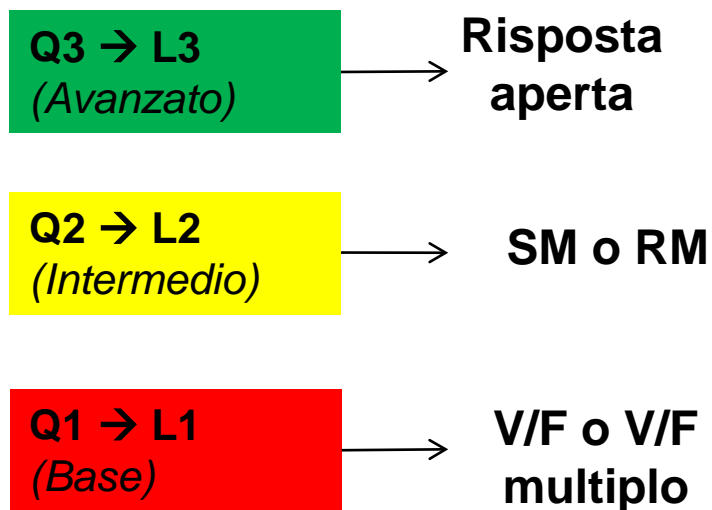 Q3 → L3
(Avanzato)
Risposta
aperta
Q2 → L2
(Intermedio)
SM o RM
Q1 → L1
(Base)
V/F o V/F
multiplo